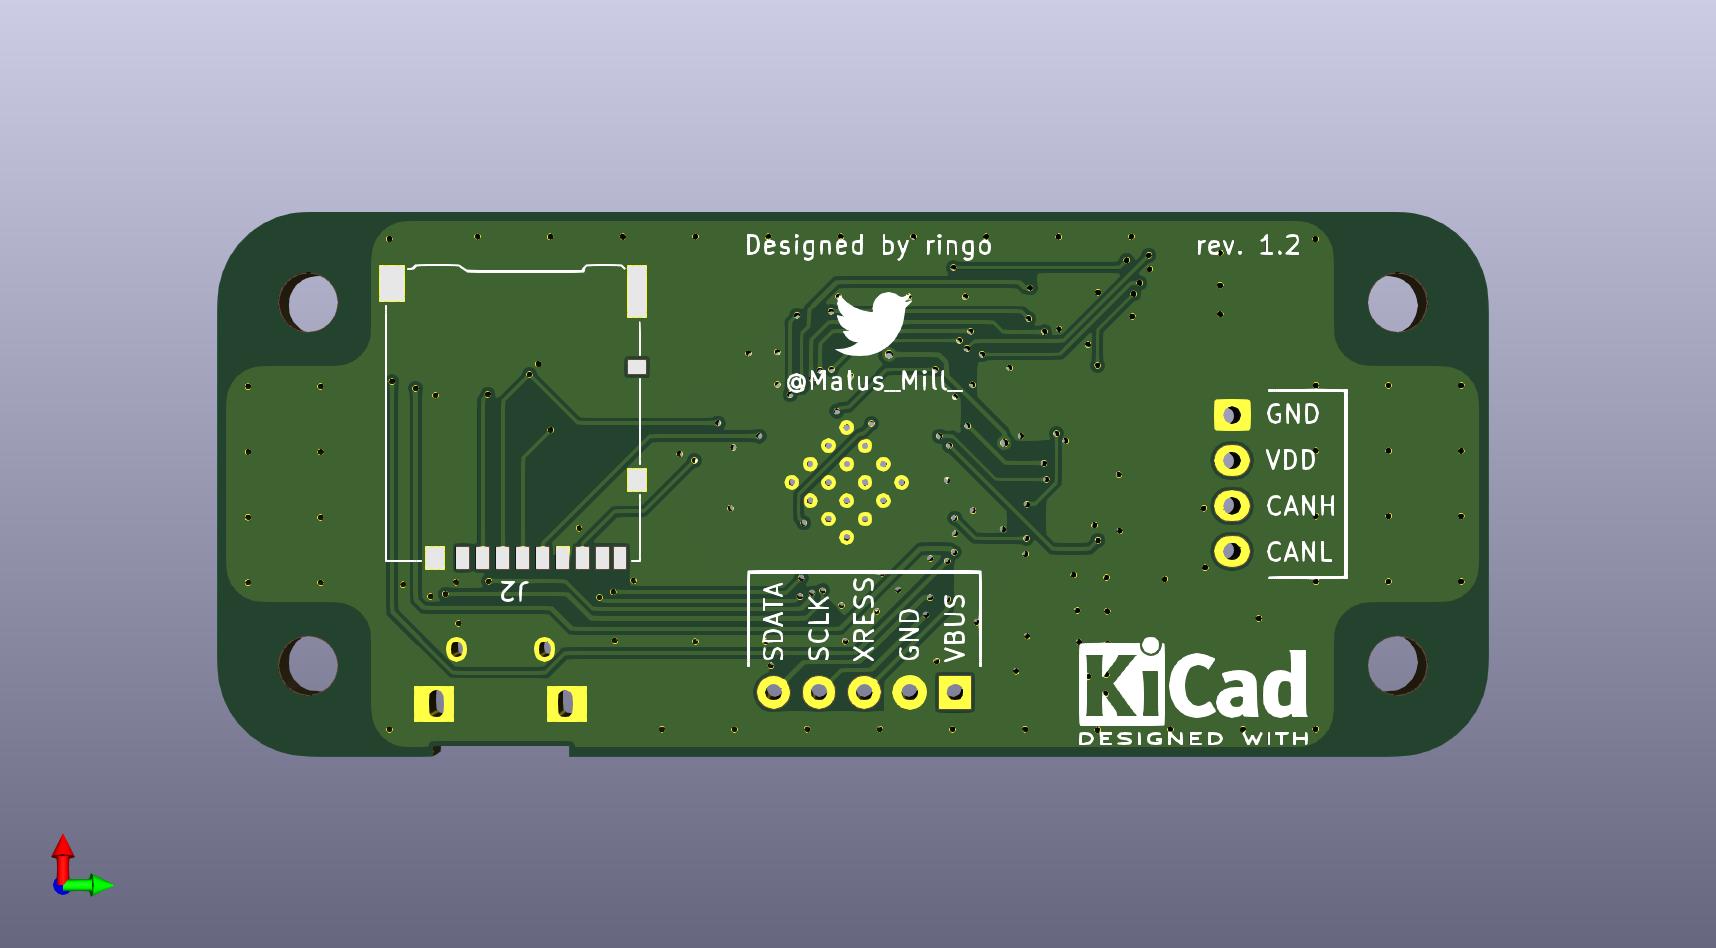 Designed by ringo
rev. 1.2
@Matus_Mill_
GND
VDD
CANH
CANL
J2
SDATA
SCLK
XRESS
GND
VBUS
KiCad
DESIGNED WITH